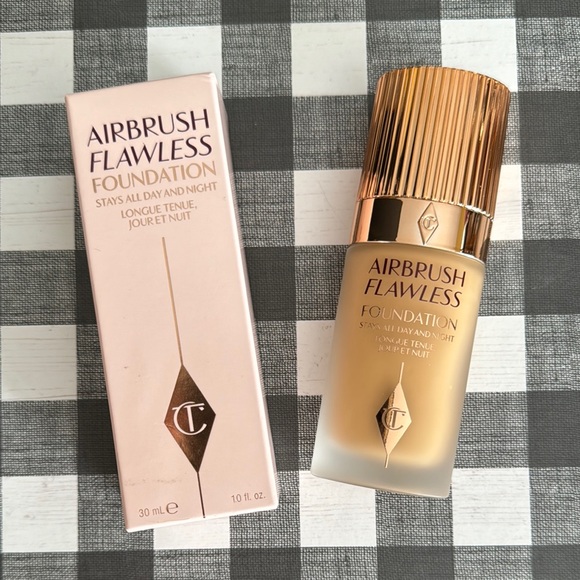 AIRBRUSH
FLAWLESS
FOUNDATION
STAYS ALL DAY AND NIGHT
LONGUE TENUE,
JOUR ET NUIT
CT
30 mL℮
1.0 fl. oz.
CT
AIRBRUSH
FLAWLESS
FOUNDATION
STAYS ALL DAY AND NIGHT
LONGUE TENUE,
JOUR ET NUIT
CT